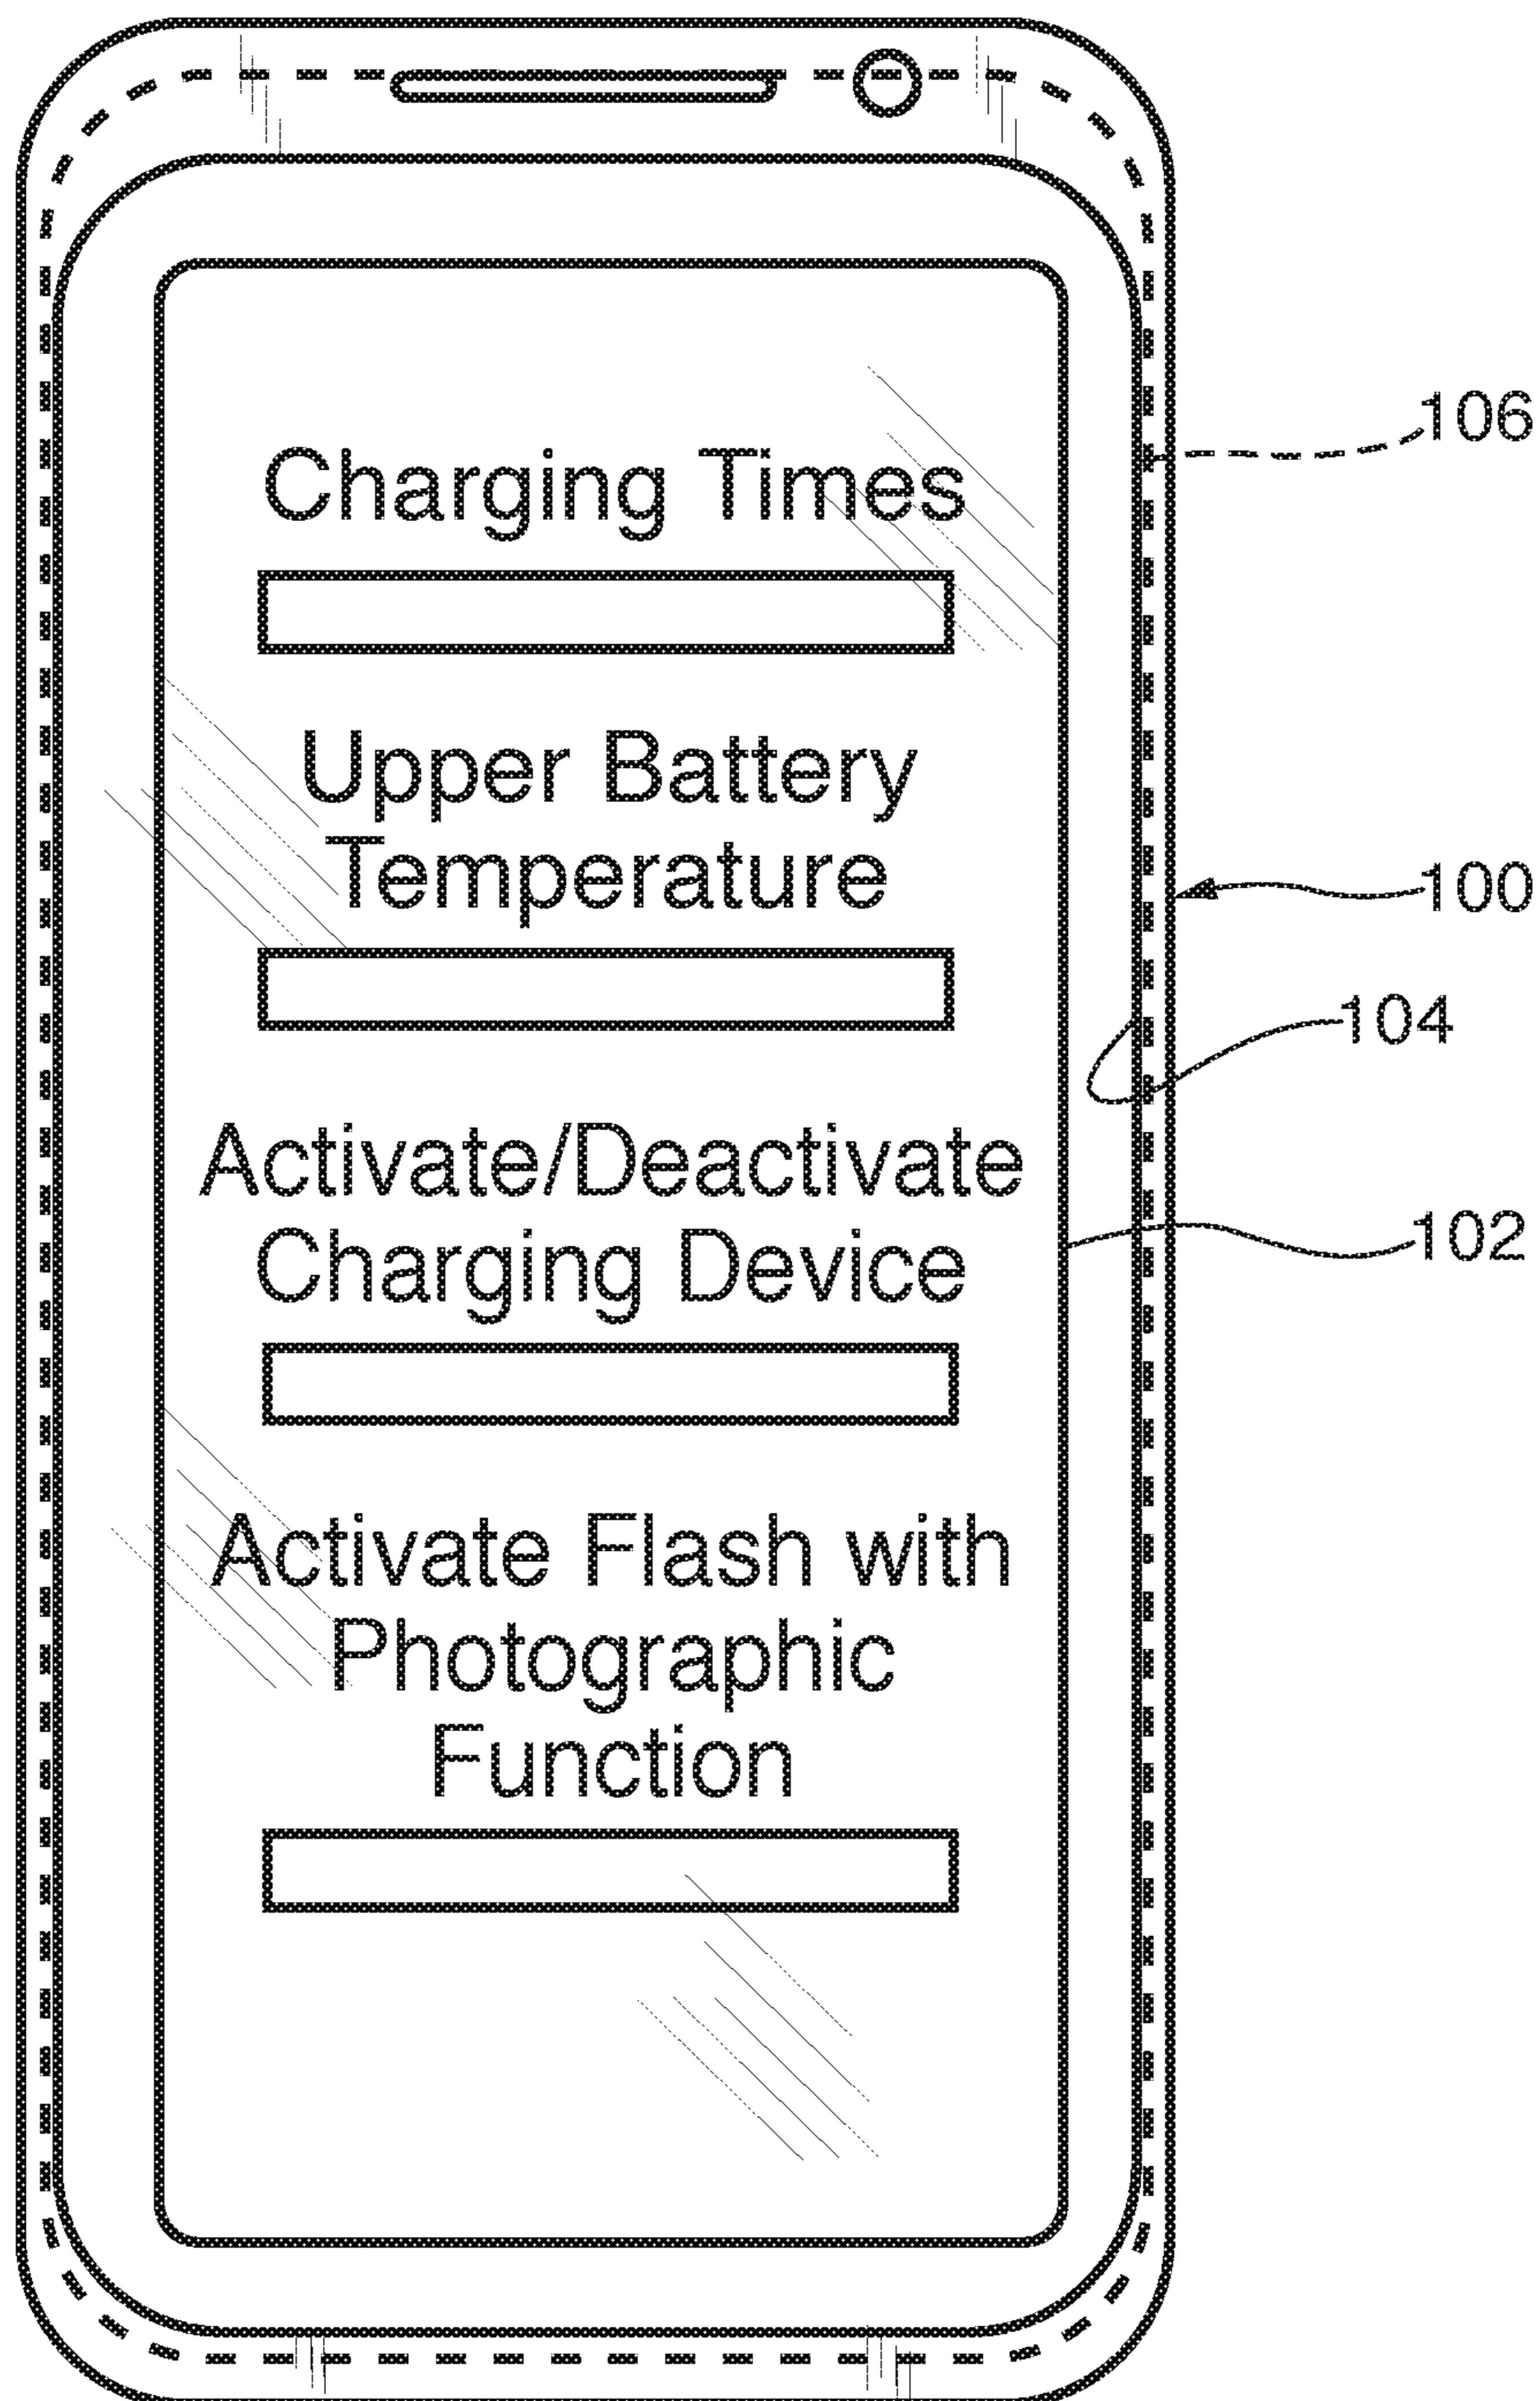 Charging Times
Upper Battery
Temperature
Activate/Deactivate
Charging Device
Activate Flash with
Photographic
Function
106
100
104
102